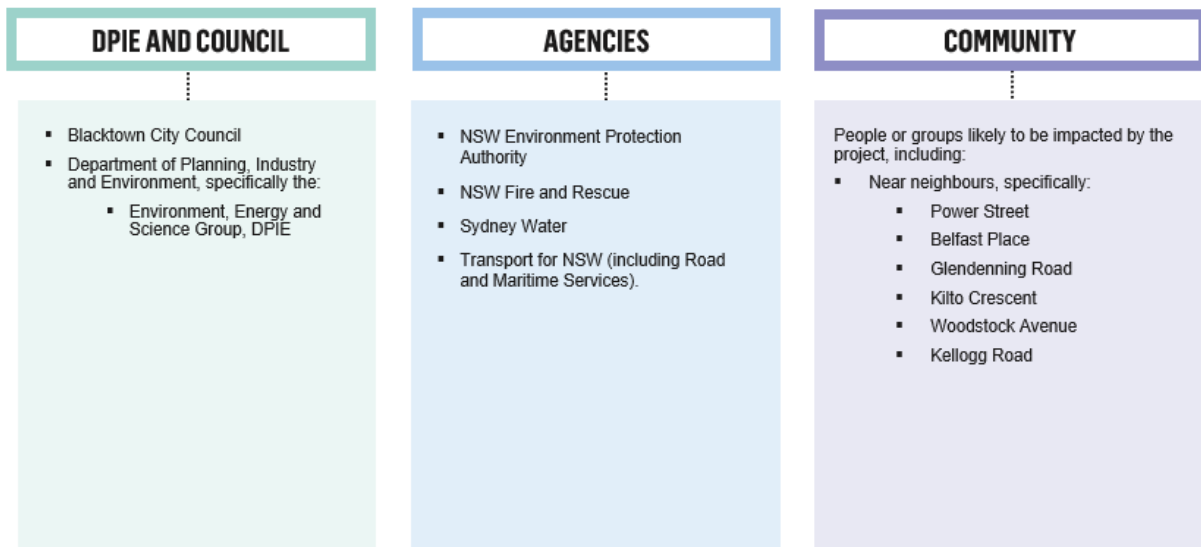 DPIE AND COUNCIL
▪ Blacktown City Council
▪ Department of Planning, Industry
and Environment, specifically the:
▪ Environment, Energy and
Science Group, DPIE
AGENCIES
▪ NSW Environment Protection
Authority
▪ NSW Fire and Rescue
▪ Sydney Water
▪ Transport for NSW (including Road
and Maritime Services).
COMMUNITY
People or groups likely to be impacted by the
project, including:
▪ Near neighbours, specifically:
▪ Power Street
▪ Belfast Place
▪ Glendenning Road
▪ Kilto Crescent
▪ Woodstock Avenue
▪ Kellogg Road